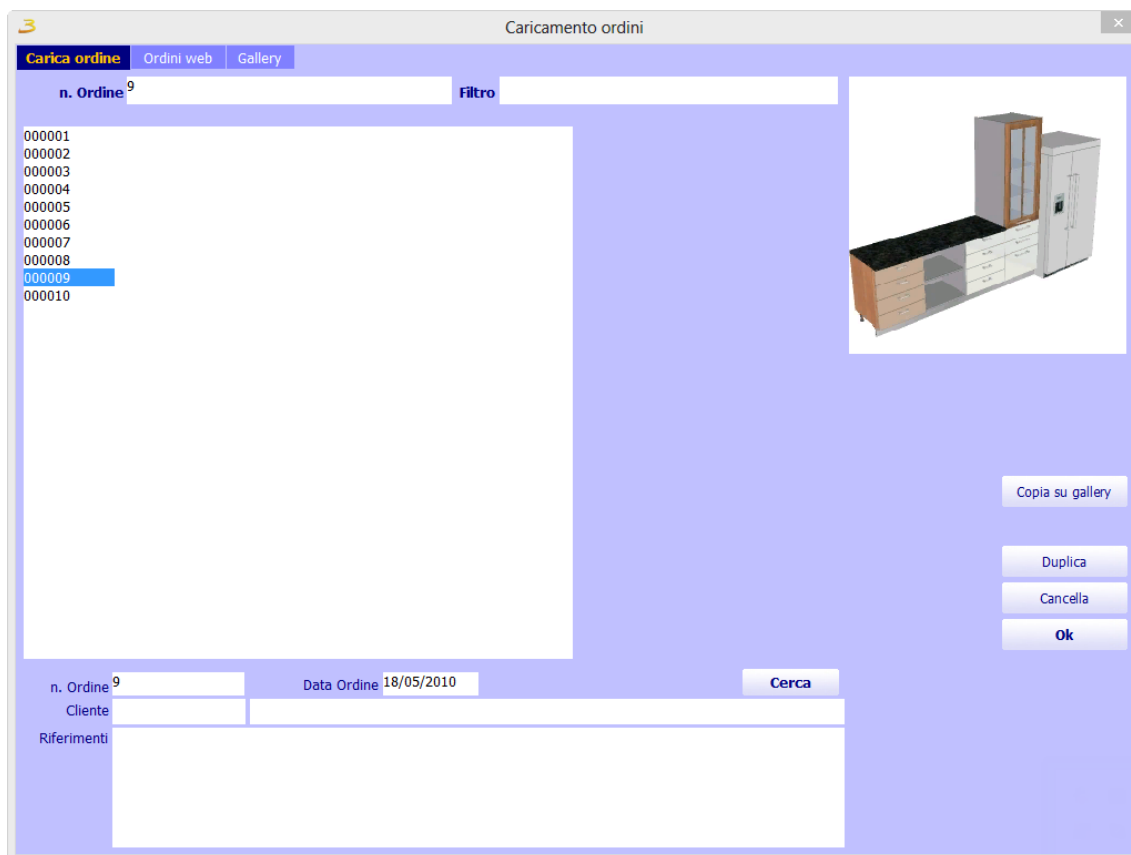 Caricamento ordini
Carica ordine Ordini web Gallery
n. Ordine 9 Filtro
000001
000002
000003
000004
000005
000006
000007
000008
000009
000010
Copia su gallery
Duplica
Cancella
Ok
n. Ordine 9 Data Ordine 18/05/2010 Cerca
Cliente
Riferimenti